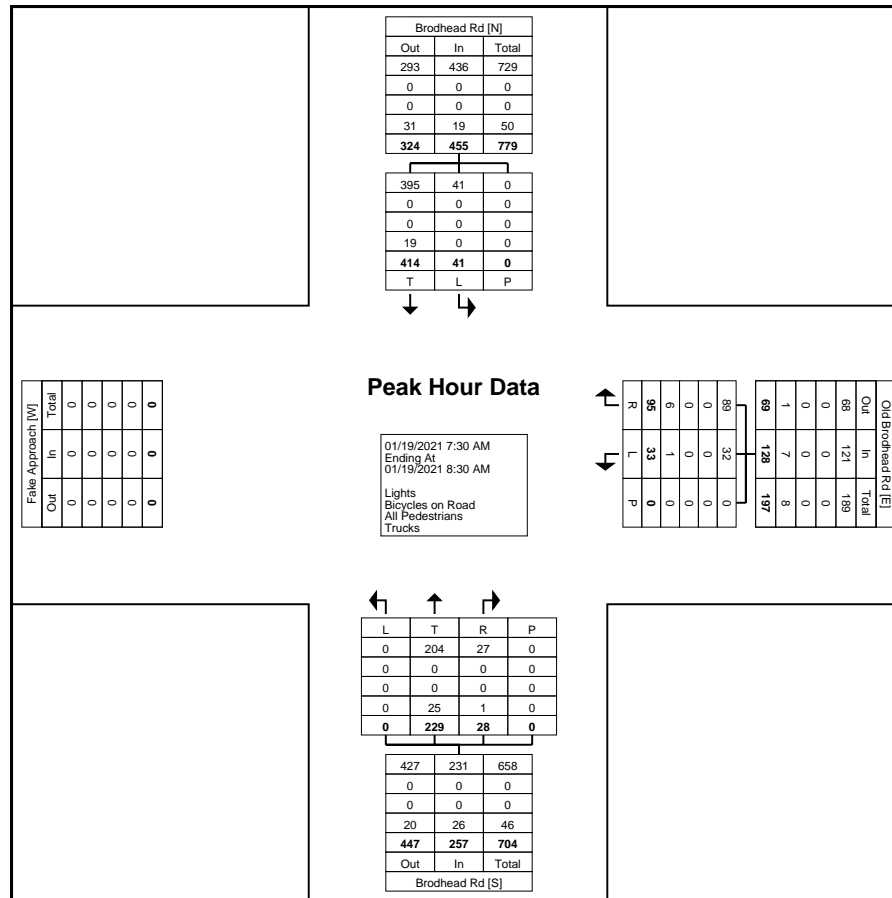 Brodhead Rd [N]
Out In Total
293 436 729
0 0 0
0 0 0
31 19 50
324 455 779
395 41 0
0 0 0
0 0 0
19 0 0
414 41 0
T L P
Fake Approach [W]
Out In Total
0 0 0
0 0 0
0 0 0
0 0 0
0 0 0
Peak Hour Data
01/19/2021 7:30 AM
Ending At
01/19/2021 8:30 AM
Lights
Bicycles on Road
All Pedestrians
Trucks
Old Brodhead Rd [E]
Out In Total
68 121 189
0 0 0
0 0 0
1 7 8
69 128 197
89 32 0
0 0 0
0 0 0
6 1 0
95 33 0
R L P
L T R P
0 204 27 0
0 0 0 0
0 0 0 0
0 25 1 0
0 229 28 0
427 231 658
0 0 0
0 0 0
20 26 46
447 257 704
Out In Total
Brodhead Rd [S]